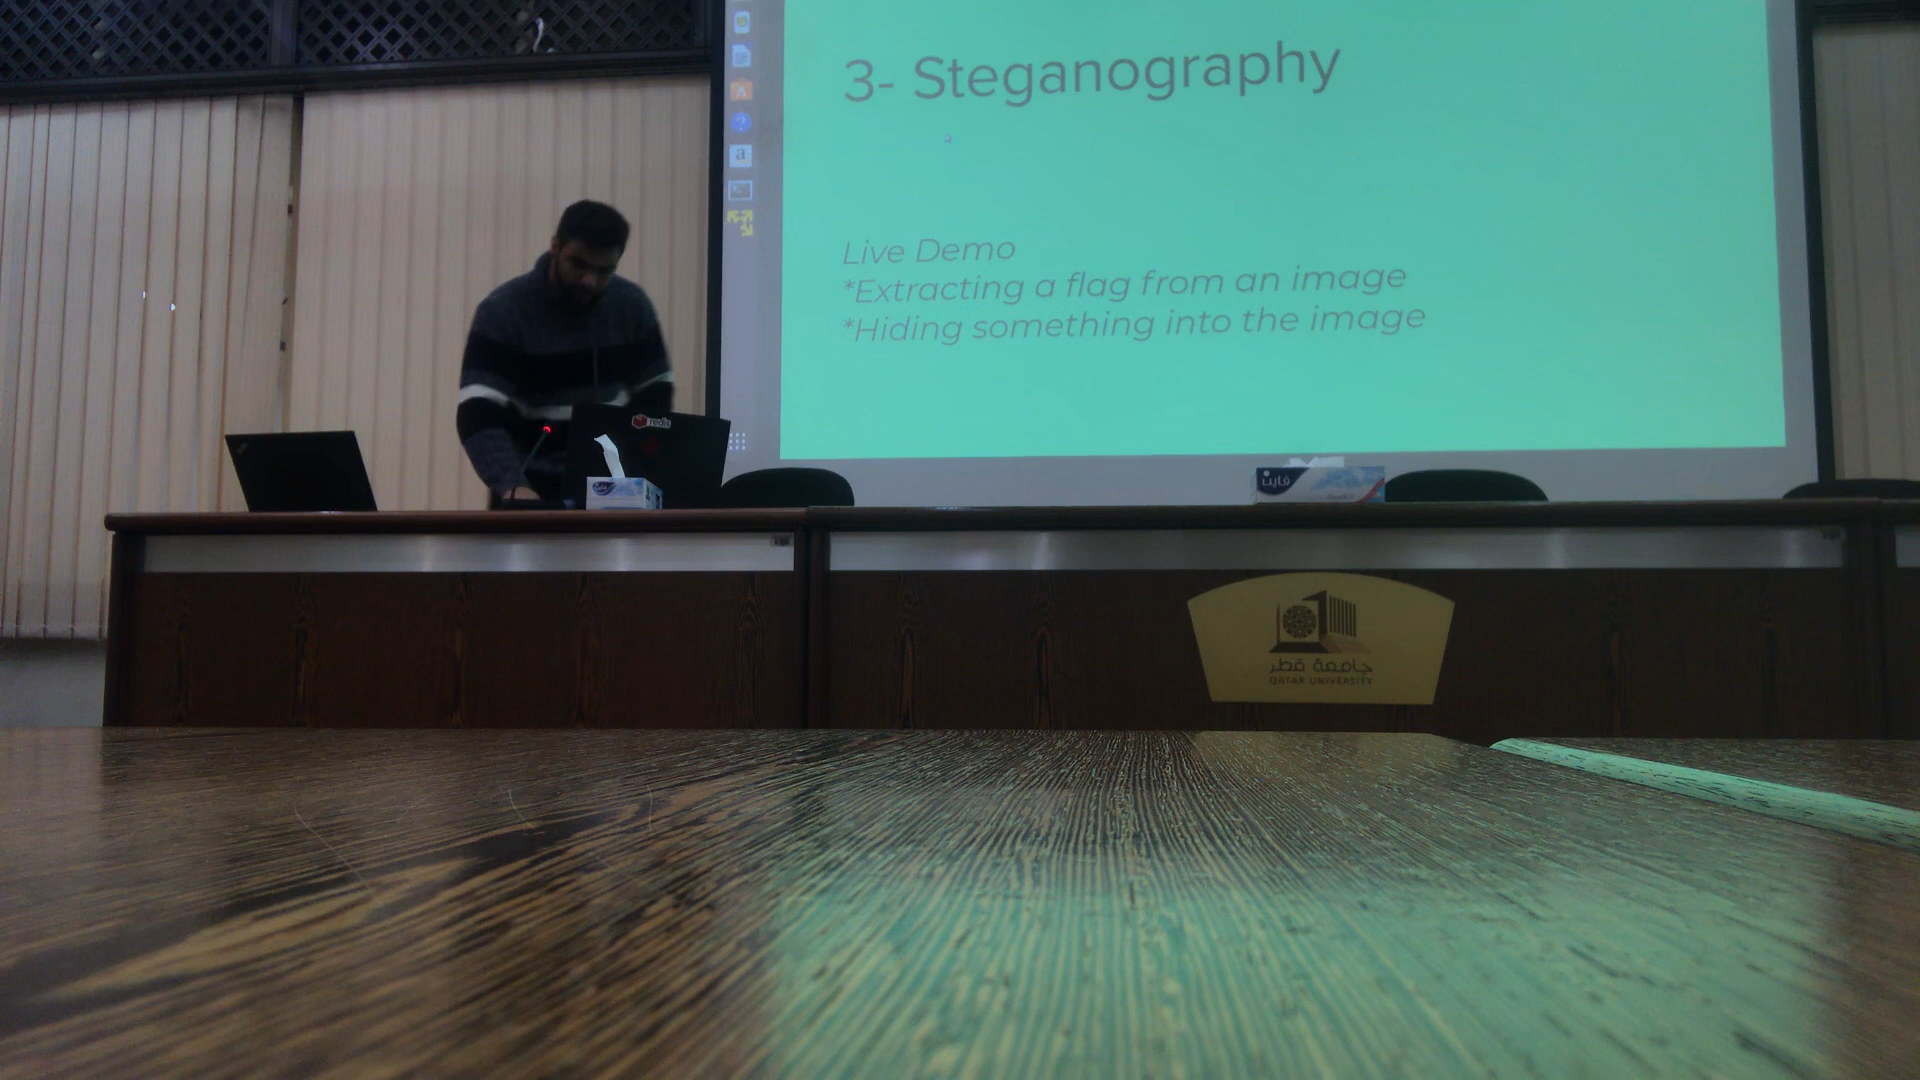 3- Steganography
Live Demo
*Extracting a flag from an image
*Hiding something into the image
redis
فاين
جامعة قطر
QATAR UNIVERSITY